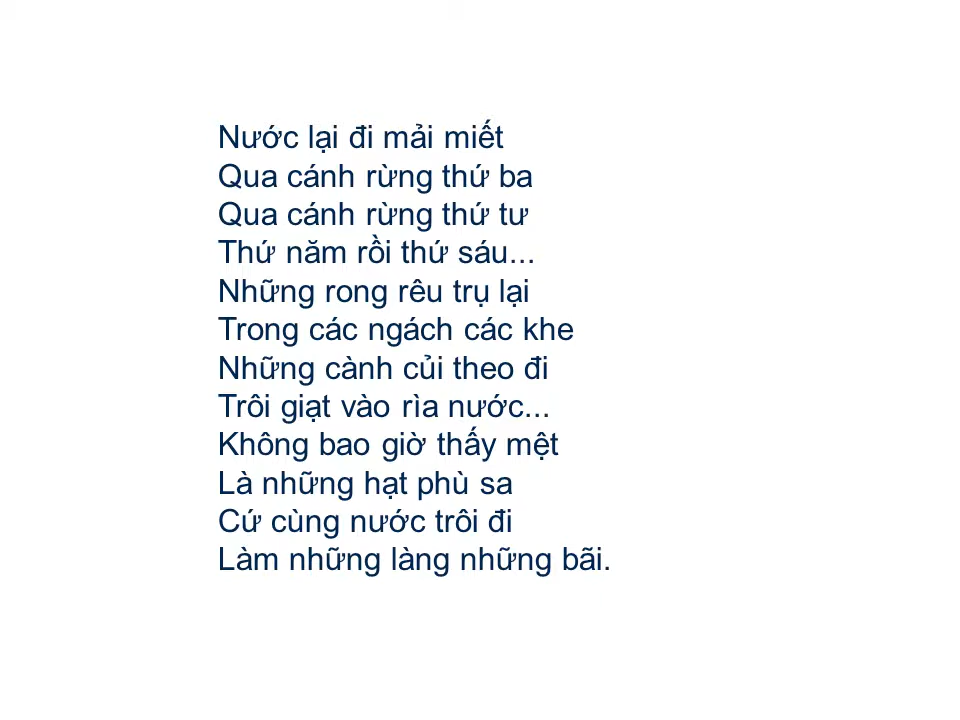 Nước lại đi mải miết
Qua cánh rừng thứ ba
Qua cánh rừng thứ tư
Thứ năm rồi thứ sáu...
Những rong rêu trụ lại
Trong các ngách các khe
Những cành củi theo đi
Trôi giạt vào rìa nước...
Không bao giờ thấy mệt
Là những hạt phù sa
Cứ cùng nước trôi đi
Làm những làng những bãi.